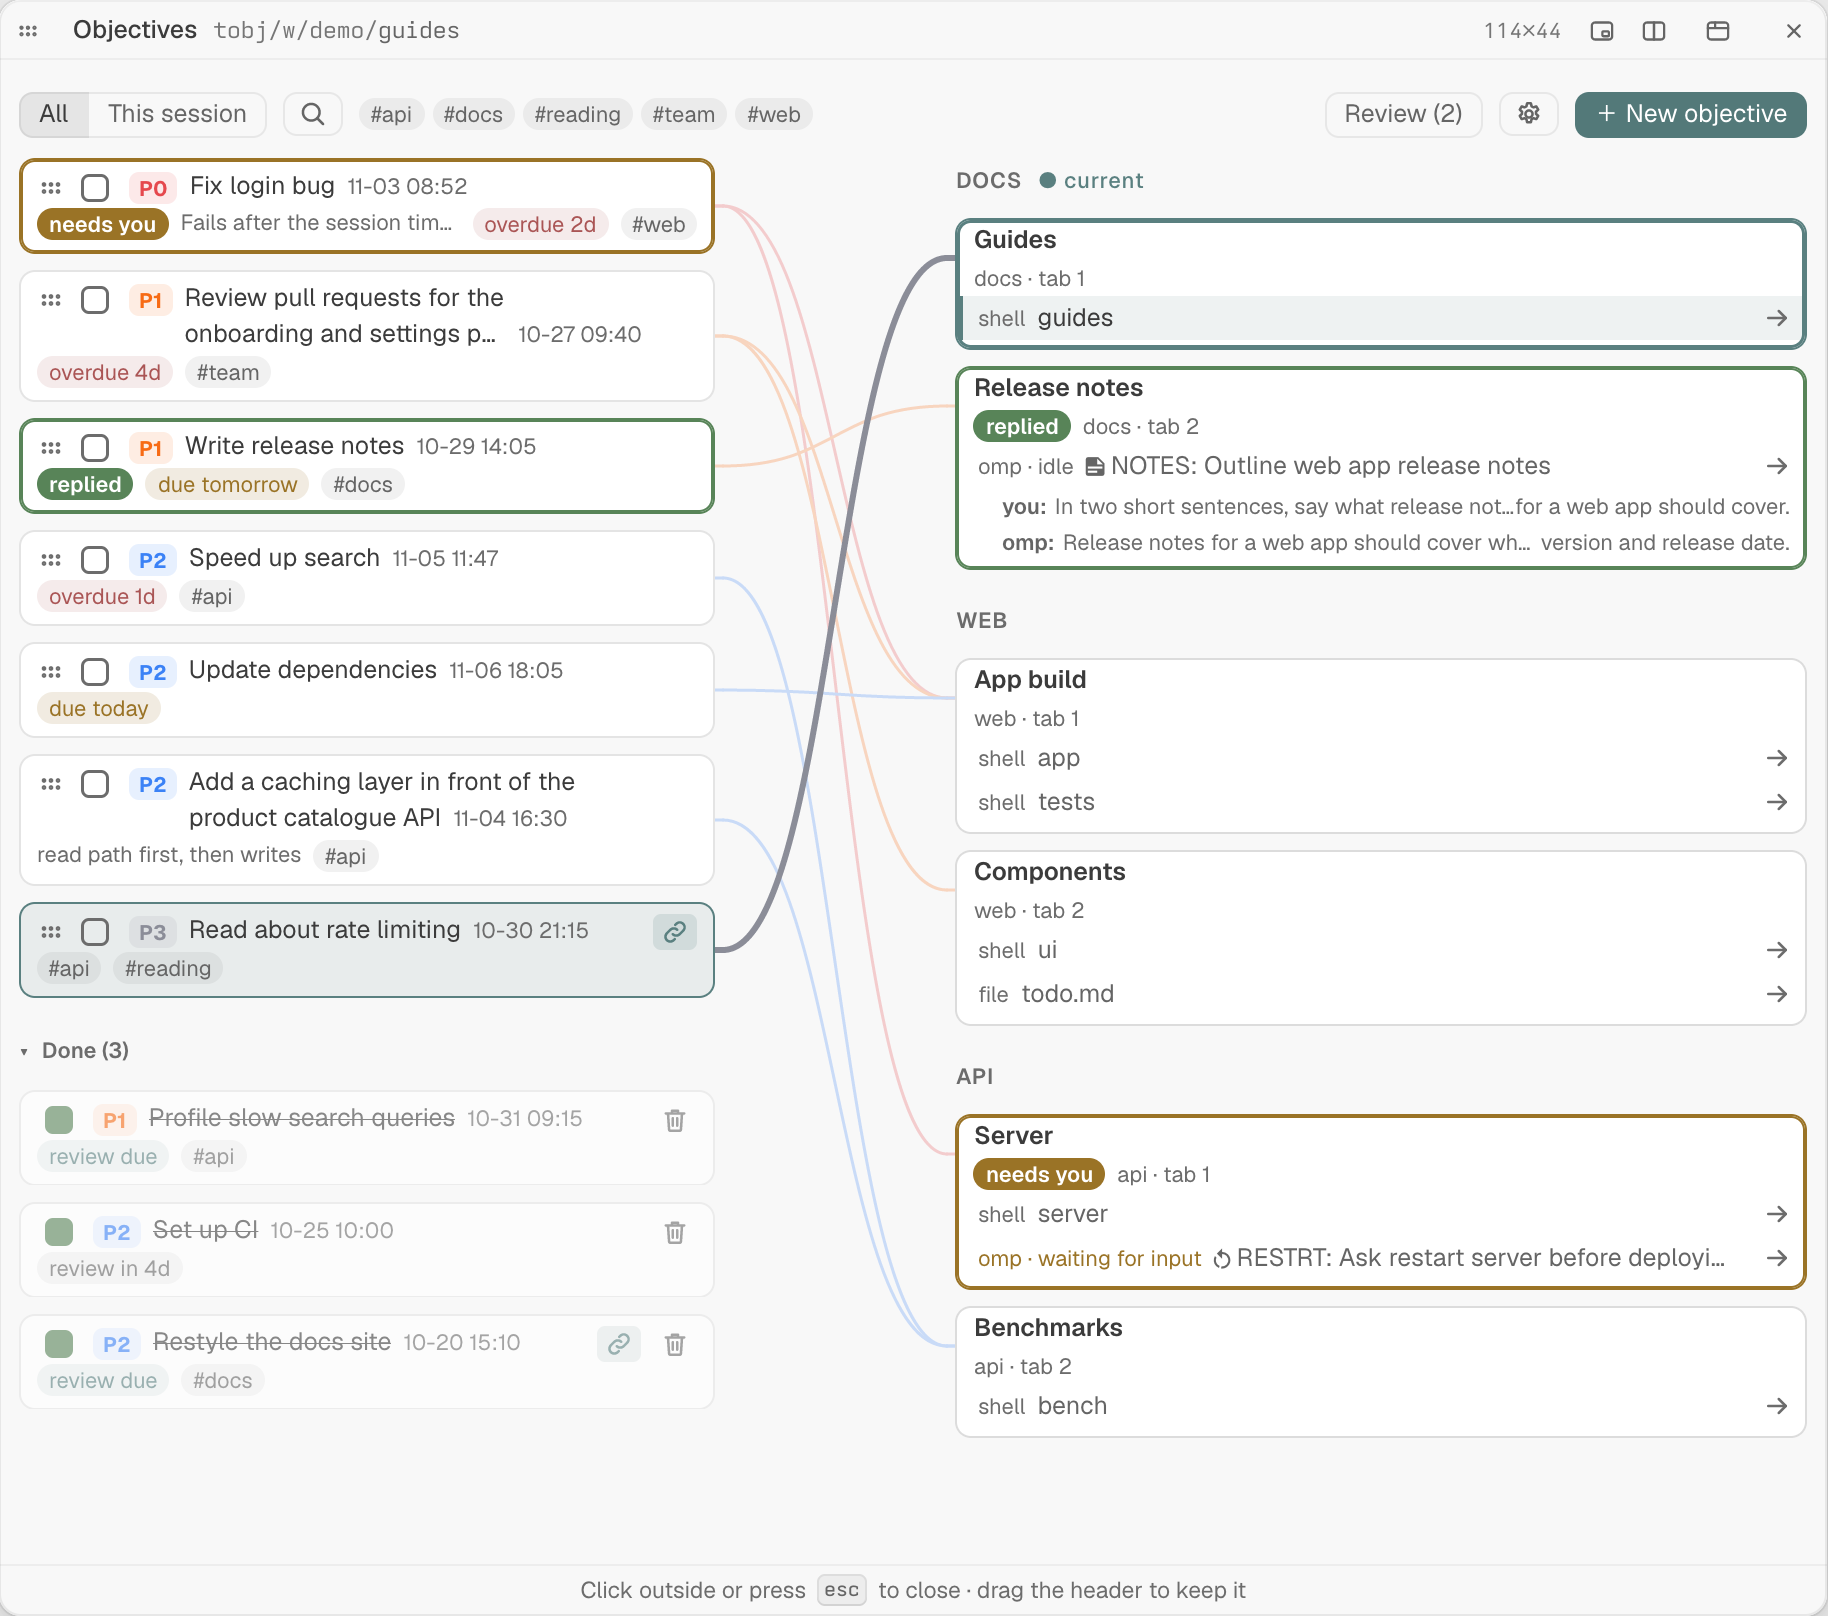 Objectives tobj/w/demo/guides
114×44
All This session
#api #docs #reading #team #web
Review (2)
+ New objective
P0 Fix login bug 11-03 08:52
needs you Fails after the session tim… overdue 2d #web
P1 Review pull requests for the
onboarding and settings p… 10-27 09:40
overdue 4d #team
P1 Write release notes 10-29 14:05
replied due tomorrow #docs
P2 Speed up search 11-05 11:47
overdue 1d #api
P2 Update dependencies 11-06 18:05
due today
P2 Add a caching layer in front of the
product catalogue API 11-04 16:30
read path first, then writes #api
P3 Read about rate limiting 10-30 21:15
#api #reading
Done (3)
P1 Profile slow search queries 10-31 09:15
review due #api
P2 Set up CI 10-25 10:00
review in 4d
P2 Restyle the docs site 10-20 15:10
review due #docs
DOCS current
Guides
docs · tab 1
shell guides →
Release notes
replied docs · tab 2
omp · idle NOTES: Outline web app release notes →
you: In two short sentences, say what release not…for a web app should cover.
omp: Release notes for a web app should cover wh… version and release date.
WEB
App build
web · tab 1
shell app →
shell tests →
Components
web · tab 2
shell ui →
file todo.md →
API
Server
needs you api · tab 1
shell server →
omp · waiting for input RESTRT: Ask restart server before deployi… →
Benchmarks
api · tab 2
shell bench →
Click outside or press esc to close · drag the header to keep it